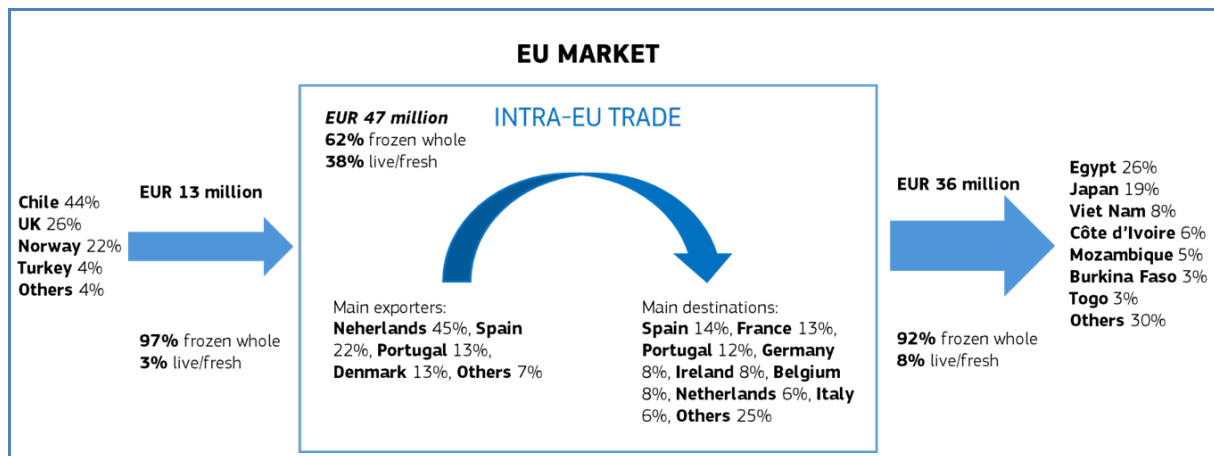 EU MARKET
EUR 47 million
62% frozen whole
38% live/fresh
INTRA-EU TRADE
Chile 44%
UK 26%
Norway 22%
Turkey 4%
Others 4%
EUR 13 million
97% frozen whole
3% live/fresh
Main exporters:
Neherlands 45%, Spain
22%, Portugal 13%,
Denmark 13%, Others 7%
Main destinations:
Spain 14%, France 13%,
Portugal 12%, Germany
8%, Ireland 8%, Belgium
8%, Netherlands 6%, Italy
6%, Others 25%
EUR 36 million
92% frozen whole
8% live/fresh
Egypt 26%
Japan 19%
Viet Nam 8%
Côte d'Ivoire 6%
Mozambique 5%
Burkina Faso 3%
Togo 3%
Others 30%